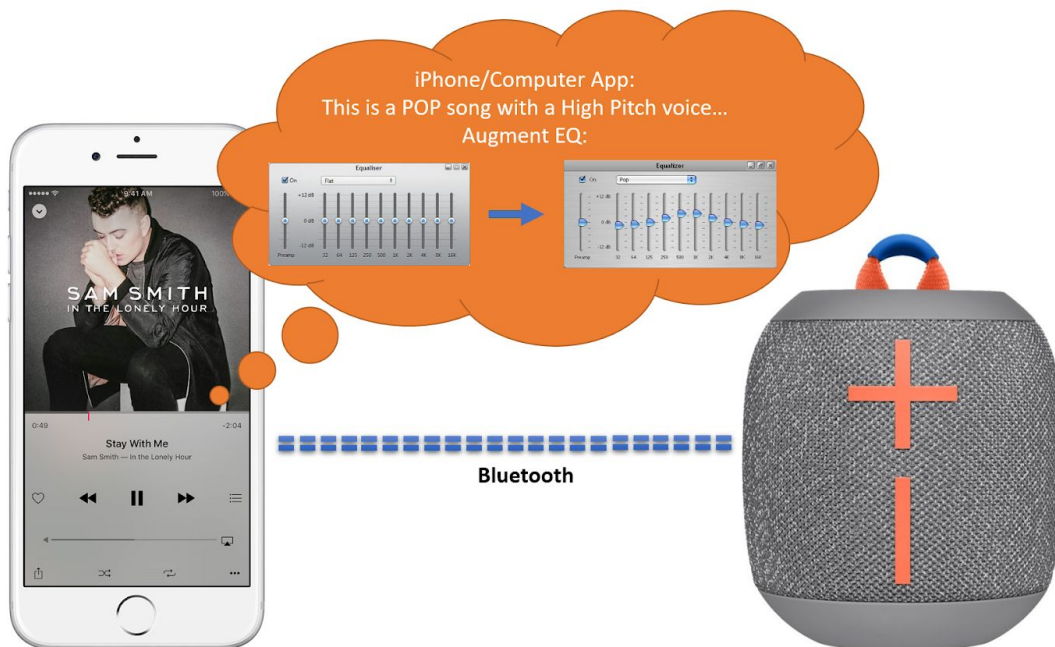 iPhone/Computer App:
This is a POP song with a High Pitch voice...
Augment EQ:
Equaliser
On
Flat
+12 dB
0 dB
-12 dB
Preamp
32 64 125 250 500 1K 2K 4K 8K 16K
Equalizer
On
Pop
+12 dB
0 dB
-12 dB
Preamp
32 64 125 250 500 1K 2K 4K 8K 16K
9:41 AM
100%
SAM SMITH
IN THE LONELY HOUR
0:49
-2:04
Stay With Me
Sam Smith — In the Lonely Hour
Bluetooth